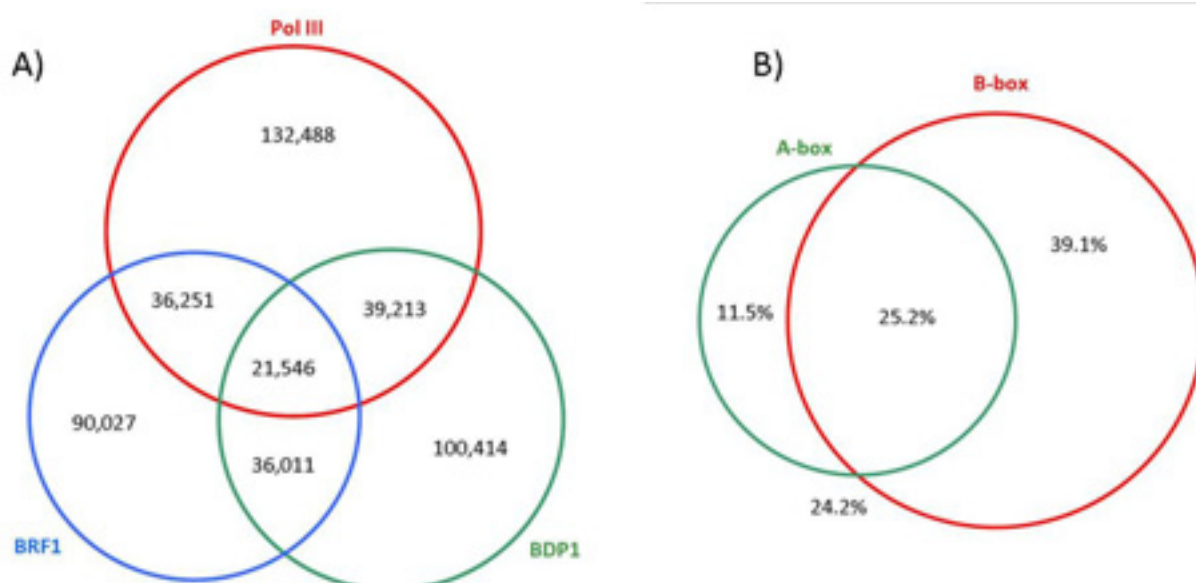 A)
Pol III
132,488
36,251
39,213
21,546
90,027
36,011
100,414
BRF1
BDP1
B)
B-box
A-box
39.1%
11.5%
25.2%
24.2%